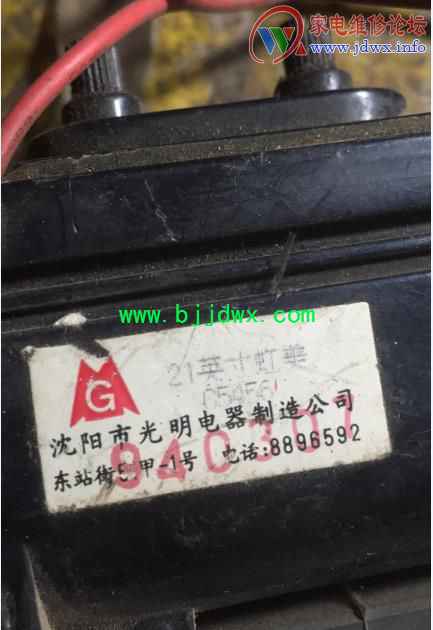 家电维修论坛
www.jdwx.info
www.bjjdwx.com
21英寸虹美
C5456
G
沈阳市光明电器制造公司
940301
东站街 甲-1号 电话:8896592